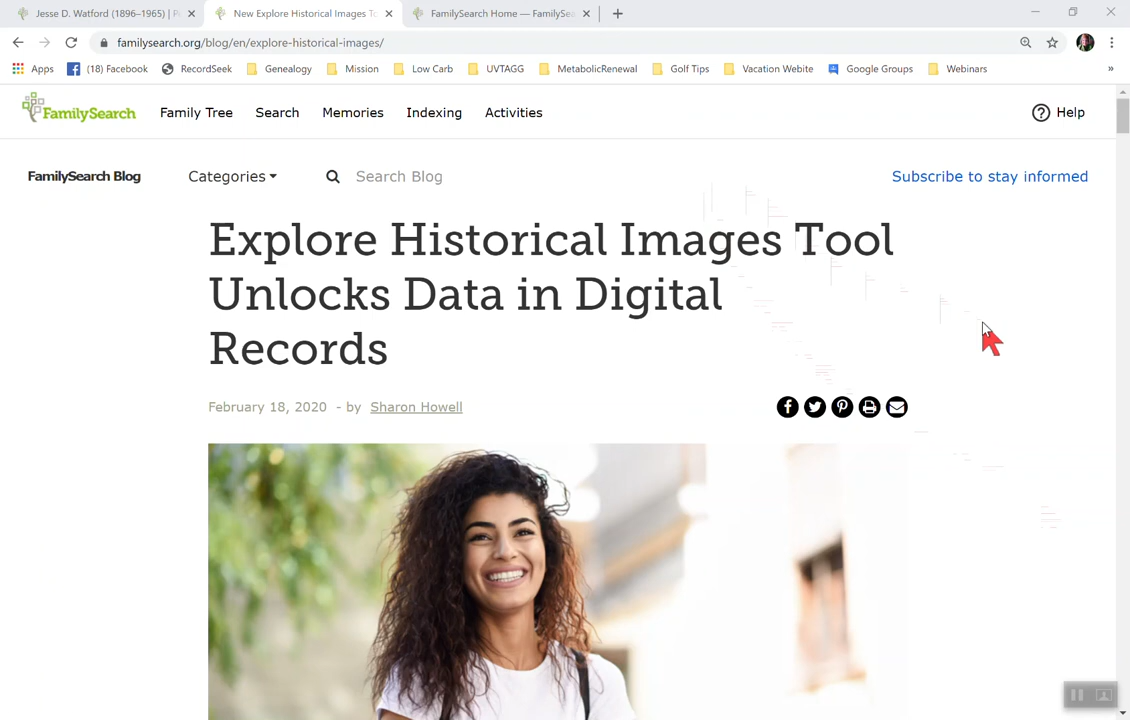 Jesse D. Watford (1896–1965) | P
New Explore Historical Images To
FamilySearch Home — FamilySea
familysearch.org/blog/en/explore-historical-images/
Apps
(18) Facebook
RecordSeek
Genealogy
Mission
Low Carb
UVTAGG
MetabolicRenewal
Golf Tips
Vacation Webite
Google Groups
Webinars
»
FamilySearch
Family Tree
Search
Memories
Indexing
Activities
Help
FamilySearch Blog
Categories
Search Blog
Subscribe to stay informed
Explore Historical Images Tool
Unlocks Data in Digital
Records
February 18, 2020 - by Sharon Howell